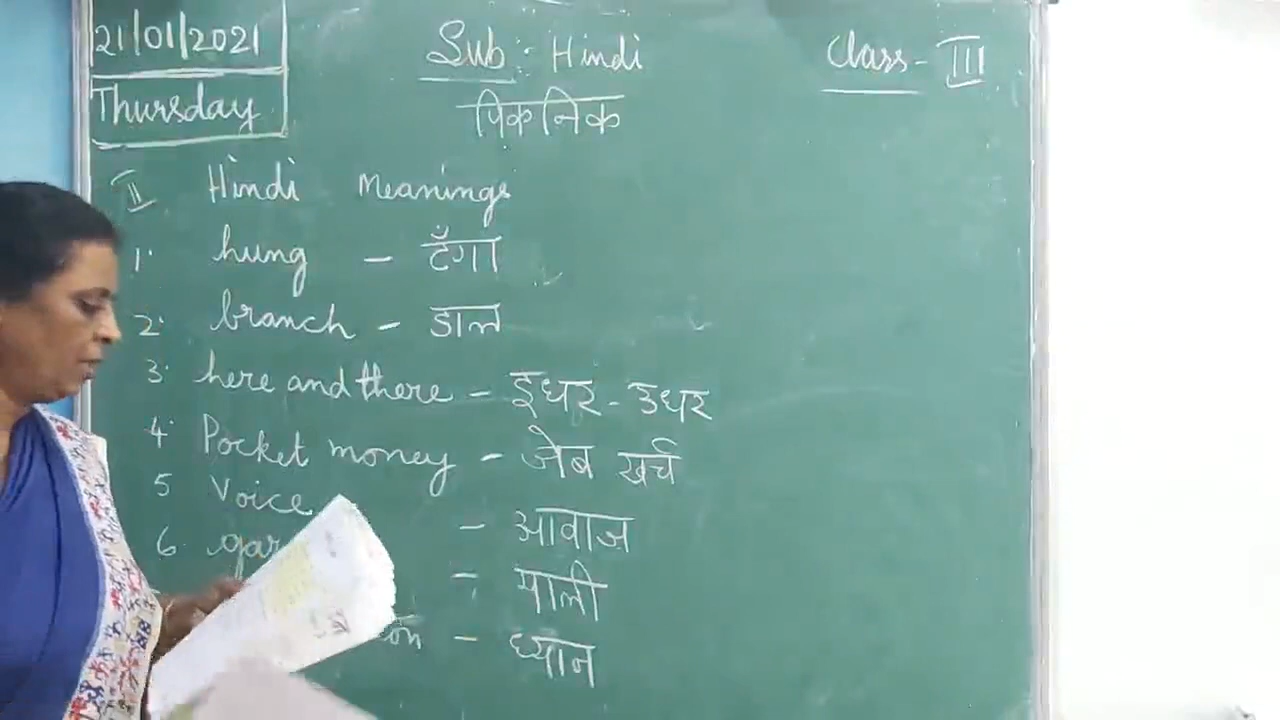 21/01/2021
Thursday
Sub: Hindi
Class - III
पिकनिक
II Hindi Meanings
1. hung - टँगा
2. branch - डाल
3. here and there - इधर - उधर
4. Pocket money - जेब खर्च
5 Voice - आवाज
6. - माली
- ध्यान